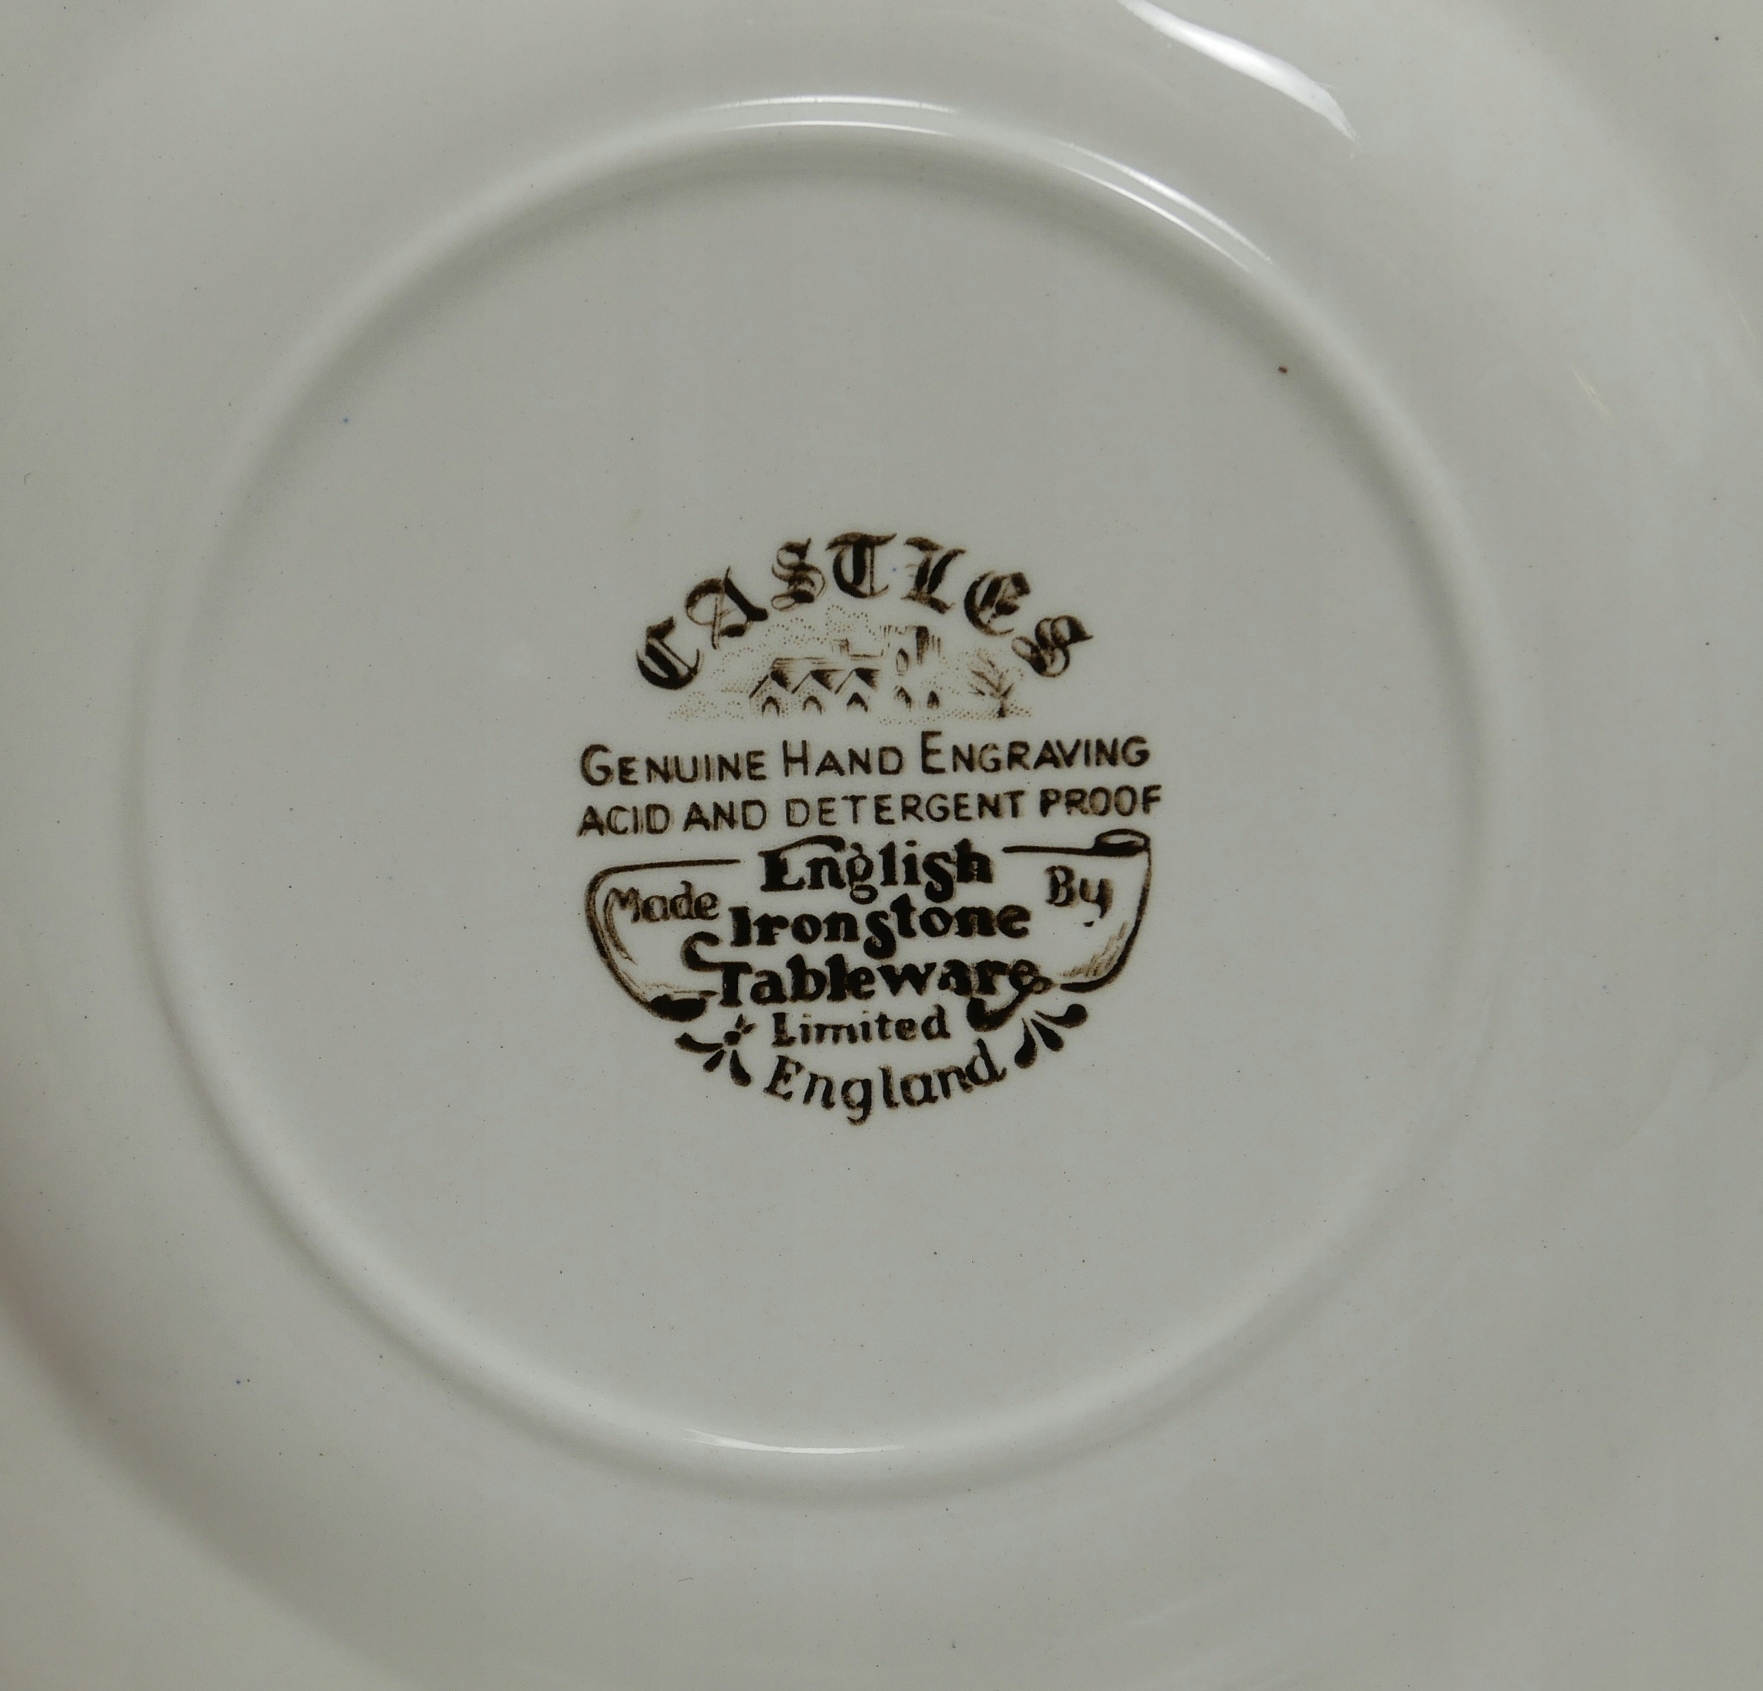 CASTLES
GENUINE HAND ENGRAVING
ACID AND DETERGENT PROOF
Made English By
Ironstone
Tableware
Limited
England